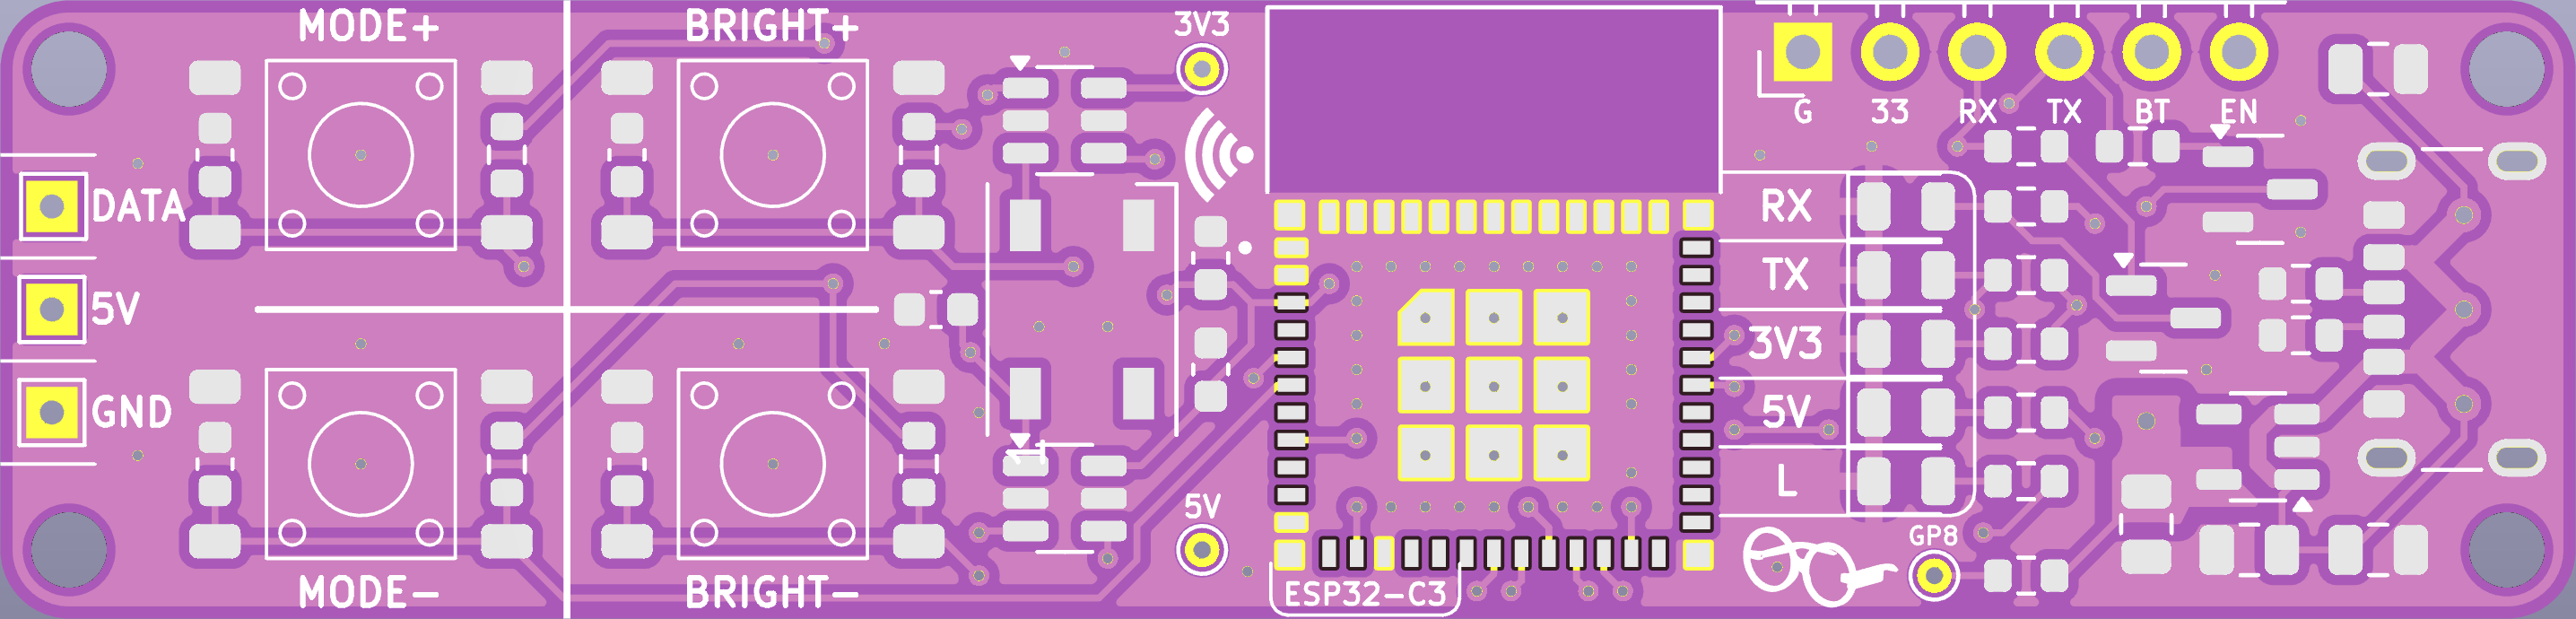 MODE+
BRIGHT+
3V3
G 33 RX TX BT EN
DATA
5V
GND
RX
TX
3V3
5V
L
1
5V
GP8
MODE-
BRIGHT-
ESP32-C3